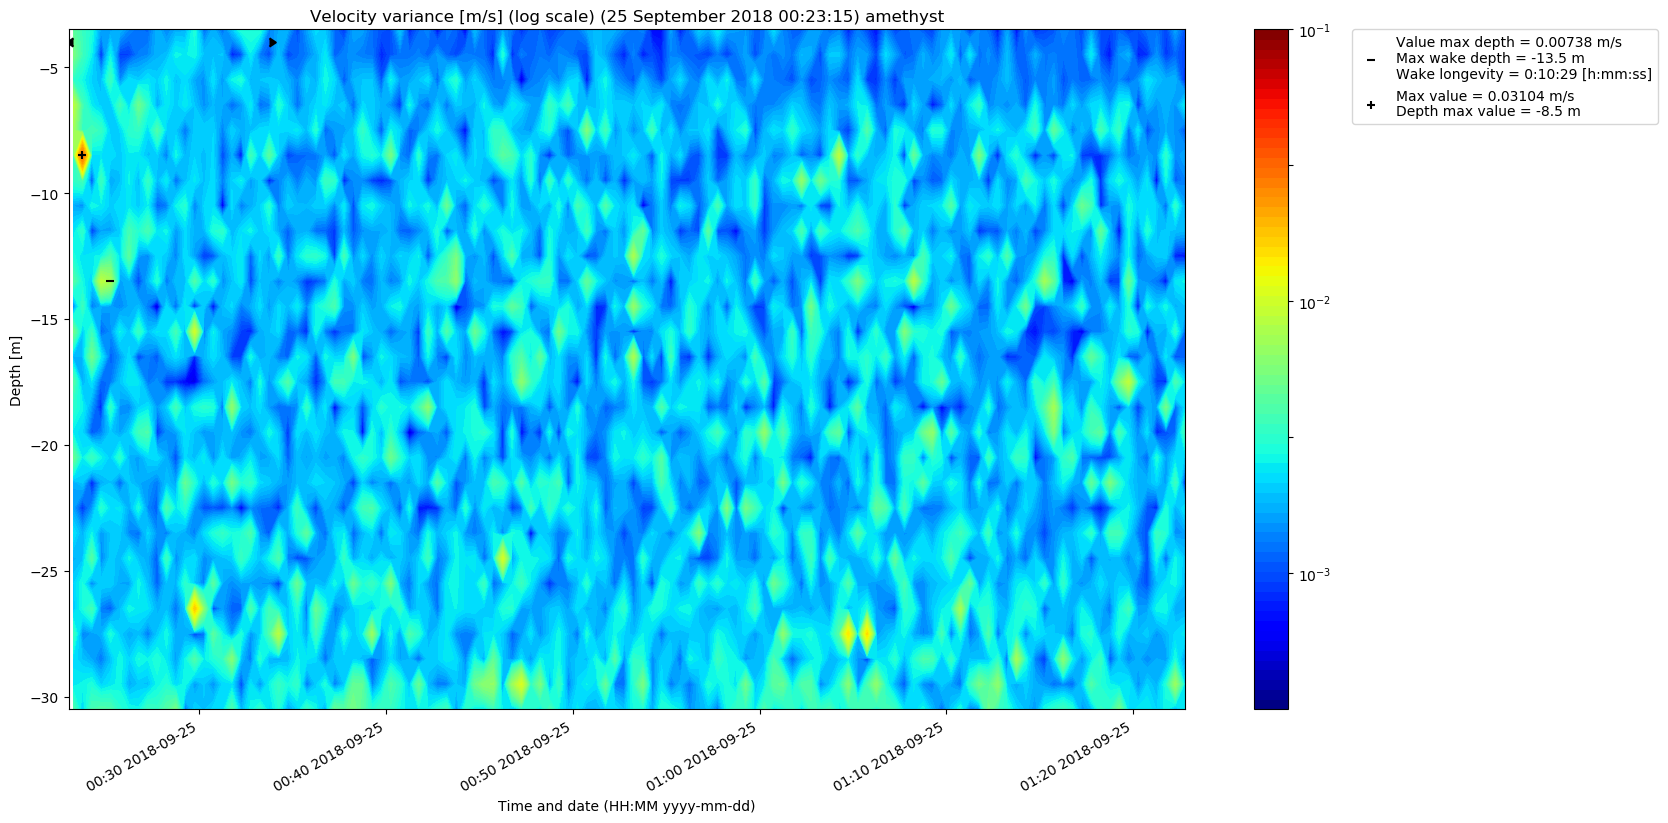 Velocity variance [m/s] (log scale) (25 September 2018 00:23:15) amethyst
Depth [m]
−5
−10
−15
−20
−25
−30
00:30 2018-09-25
00:40 2018-09-25
00:50 2018-09-25
01:00 2018-09-25
01:10 2018-09-25
01:20 2018-09-25
Time and date (HH:MM yyyy-mm-dd)
10⁻¹
10⁻²
10⁻³
Value max depth = 0.00738 m/s
Max wake depth = -13.5 m
Wake longevity = 0:10:29 [h:mm:ss]
Max value = 0.03104 m/s
Depth max value = -8.5 m